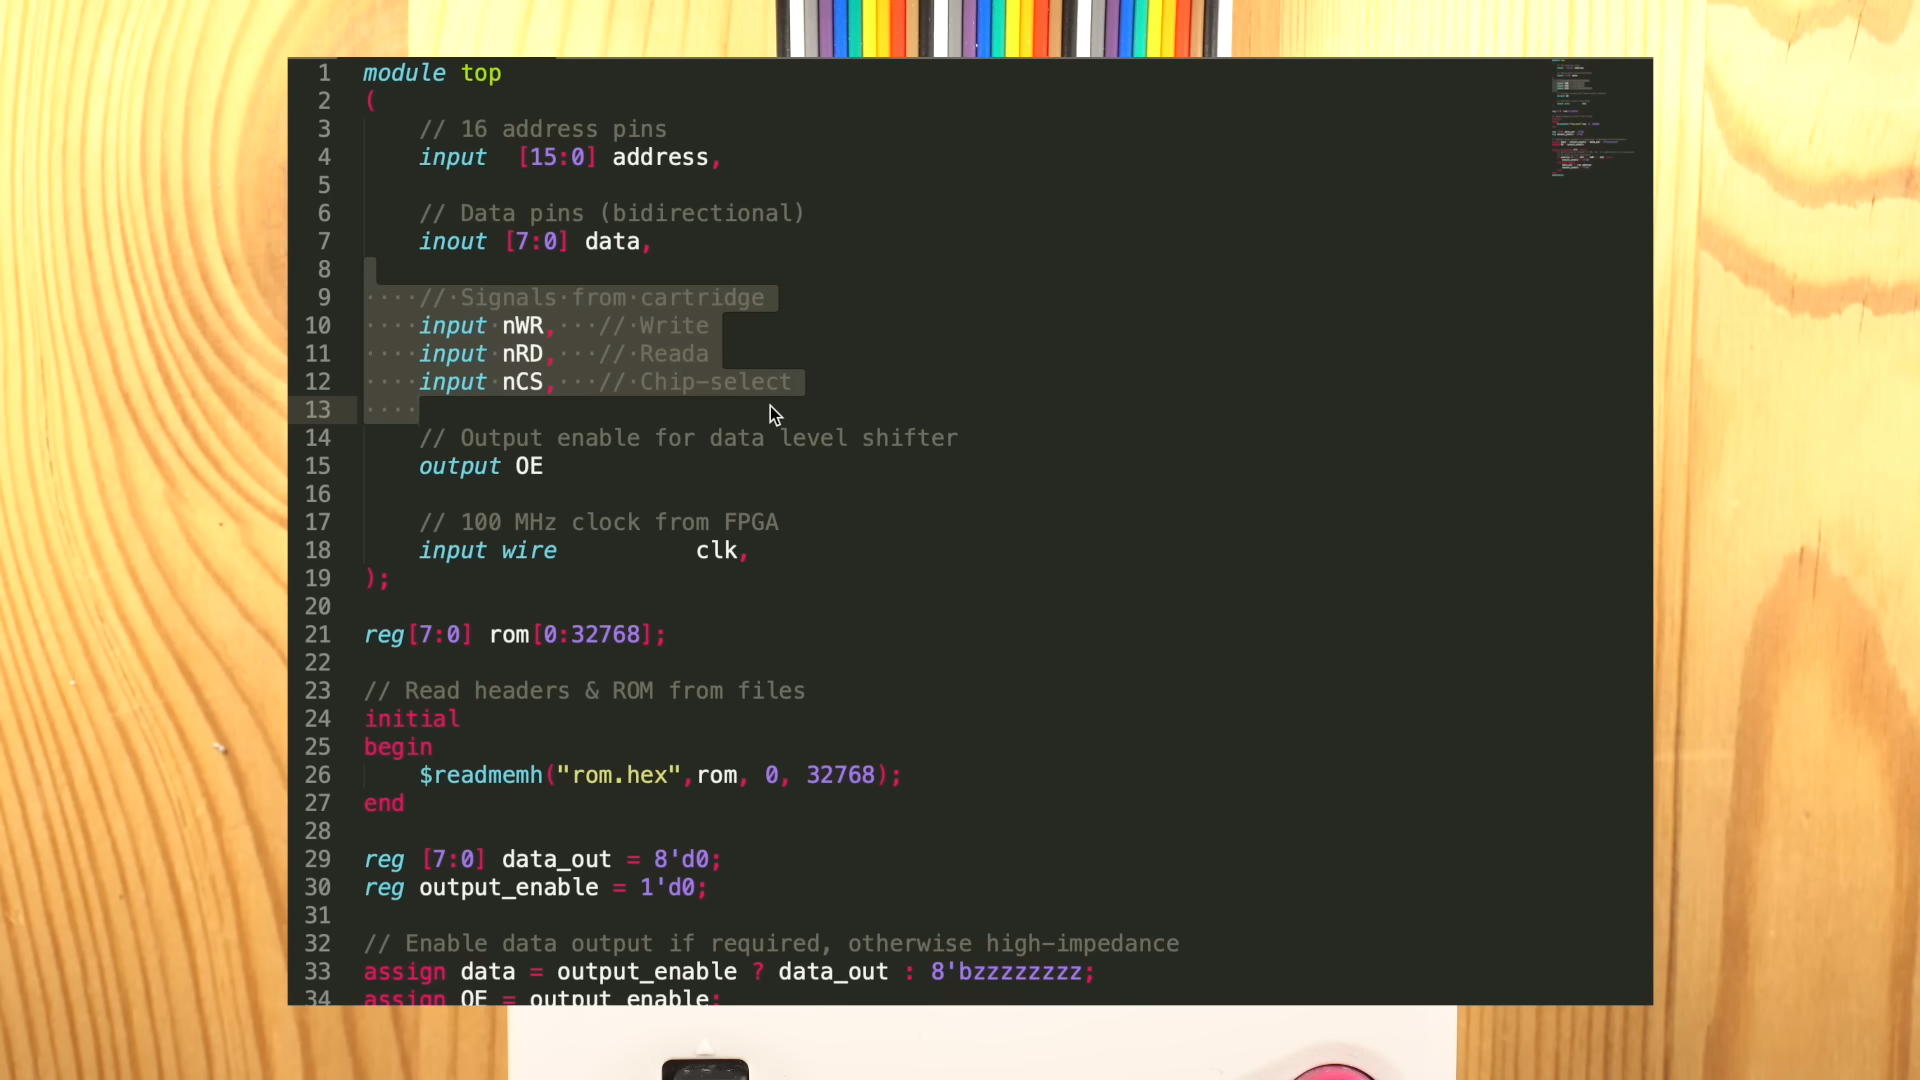 1 module top
2 (
3 // 16 address pins
4 input [15:0] address,
5
6 // Data pins (bidirectional)
7 inout [7:0] data,
8
9 ····//·Signals·from·cartridge
10 ····input·nWR,···//·Write
11 ····input·nRD,···//·Reada
12 ····input·nCS,···//·Chip-select
13 ····
14 // Output enable for data level shifter
15 output OE
16
17 // 100 MHz clock from FPGA
18 input wire clk,
19 );
20
21 reg[7:0] rom[0:32768];
22
23 // Read headers & ROM from files
24 initial
25 begin
26 $readmemh("rom.hex",rom, 0, 32768);
27 end
28
29 reg [7:0] data_out = 8'd0;
30 reg output_enable = 1'd0;
31
32 // Enable data output if required, otherwise high-impedance
33 assign data = output_enable ? data_out : 8'bzzzzzzzz;
34 assign OE = output_enable;